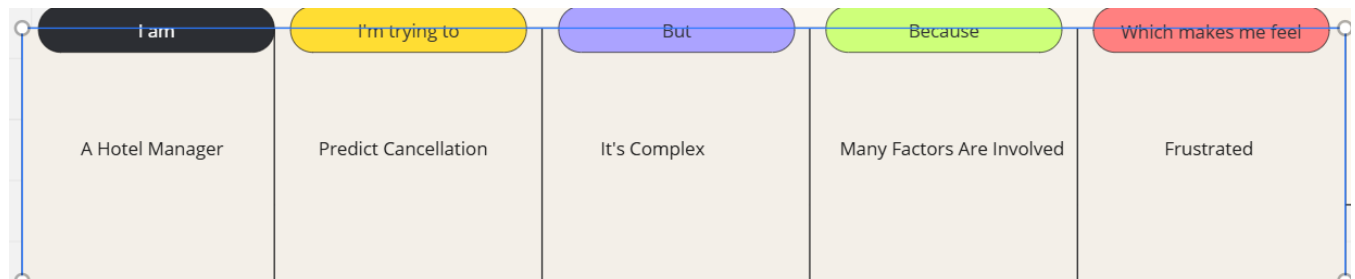 I am
I'm trying to
But
Because
Which makes me feel
A Hotel Manager
Predict Cancellation
It's Complex
Many Factors Are Involved
Frustrated